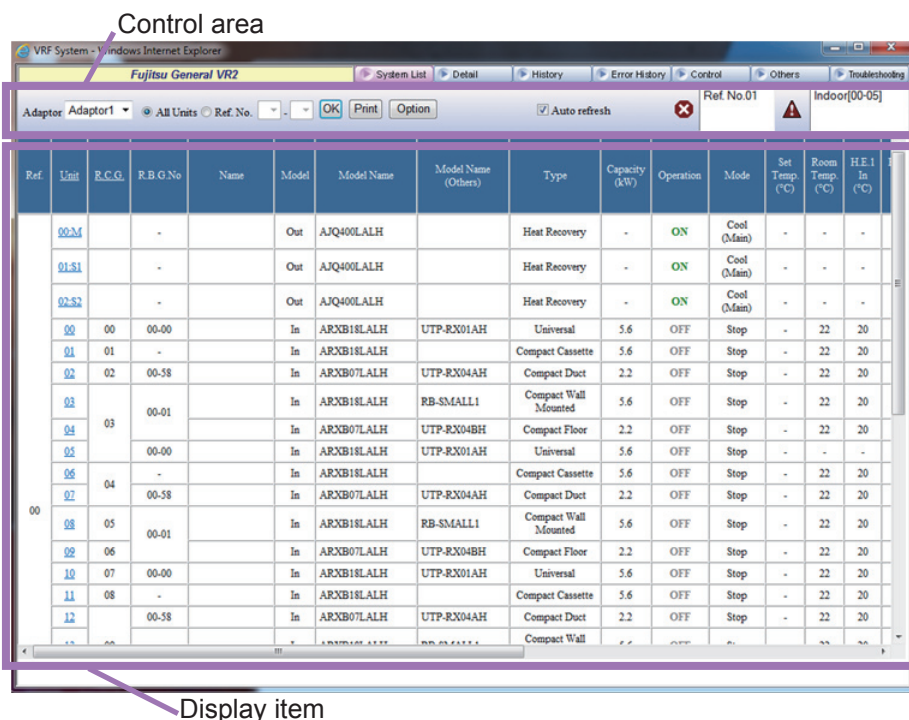 Control area
VRF System - Windows Internet Explorer
Fujitsu General VR2 System List Detail History Error History Control Others Troubleshooting
Adaptor Adaptor1 All Units Ref. No. - OK Print Option Auto refresh Ref. No.01 Indoor[00-05]
Ref. Unit R.C.G. R.B.G.No Name Model Model Name Model Name (Others) Type Capacity (kW) Operation Mode Set Temp. (°C) Room Temp. (°C) H.E.1 In (°C)
00:M - Out AJQ400LALH Heat Recovery - ON Cool (Main) - - -
01:S1 - Out AJQ400LALH Heat Recovery - ON Cool (Main) - - -
02:S2 - Out AJQ400LALH Heat Recovery - ON Cool (Main) - - -
00 00 00-00 In ARXB18LALH UTP-RX01AH Universal 5.6 OFF Stop - 22 20
01 01 - In ARXB18LALH Compact Cassette 5.6 OFF Stop - 22 20
02 02 00-58 In ARXB07LALH UTP-RX04AH Compact Duct 2.2 OFF Stop - 22 20
03 03 00-01 In ARXB18LALH RB-SMALL1 Compact Wall Mounted 5.6 OFF Stop - 22 20
04 In ARXB07LALH UTP-RX04BH Compact Floor 2.2 OFF Stop - 22 20
05 00-00 In ARXB18LALH UTP-RX01AH Universal 5.6 OFF Stop - - -
06 04 - In ARXB18LALH Compact Cassette 5.6 OFF Stop - 22 20
07 00-58 In ARXB07LALH UTP-RX04AH Compact Duct 2.2 OFF Stop - 22 20
00 08 05 00-01 In ARXB18LALH RB-SMALL1 Compact Wall Mounted 5.6 OFF Stop - 22 20
09 06 In ARXB07LALH UTP-RX04BH Compact Floor 2.2 OFF Stop - 22 20
10 07 00-00 In ARXB18LALH UTP-RX01AH Universal 5.6 OFF Stop - 22 20
11 08 - In ARXB18LALH Compact Cassette 5.6 OFF Stop - 22 20
12 00-58 In ARXB07LALH UTP-RX04AH Compact Duct 2.2 OFF Stop - 22 20
Compact Wall
Display item